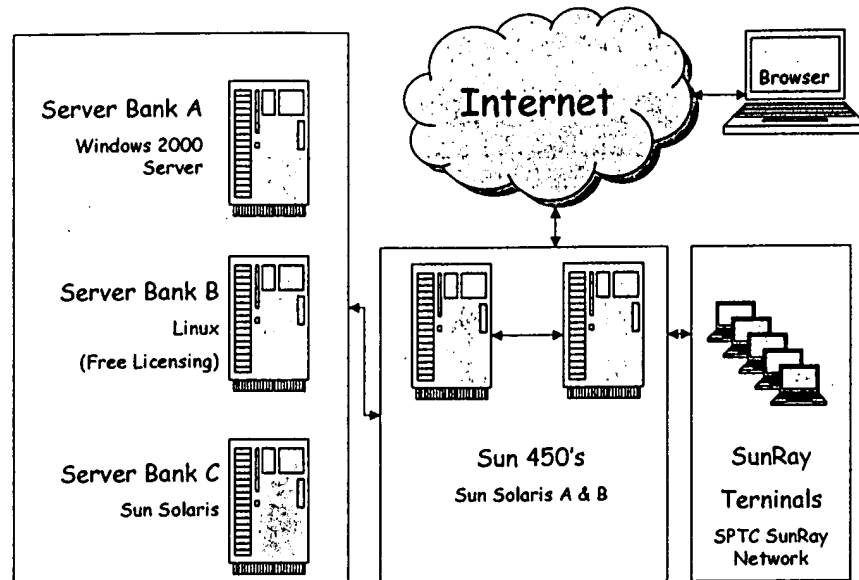 Server Bank A
Windows 2000
Server
Server Bank B
Linux
(Free Licensing)
Server Bank C
Sun Solaris
Internet
Browser
Sun 450's
Sun Solaris A & B
SunRay
Terninals
SPTC SunRay
Network